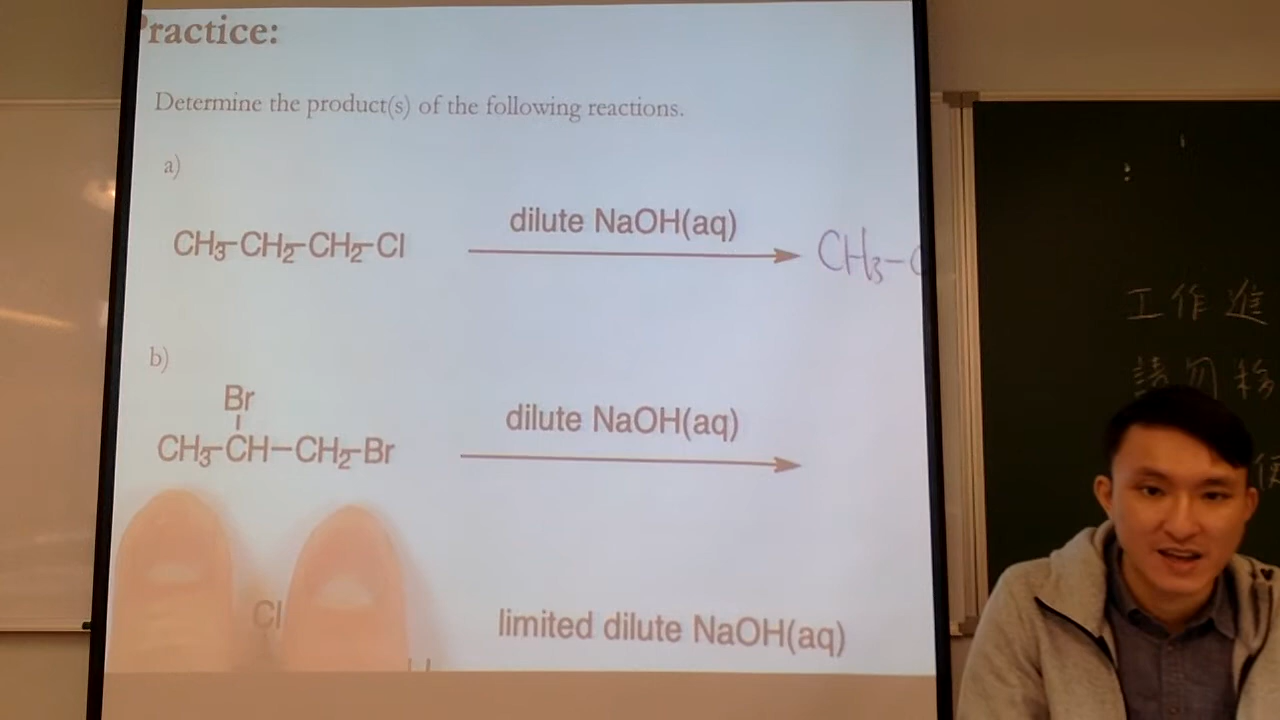 Practice:
Determine the product(s) of the following reactions.
a)
CH3-CH2-CH2-Cl
dilute NaOH(aq)
CH3-C
b)
Br
CH3-CH-CH2-Br
dilute NaOH(aq)
Cl
limited dilute NaOH(aq)
工作進
請勿